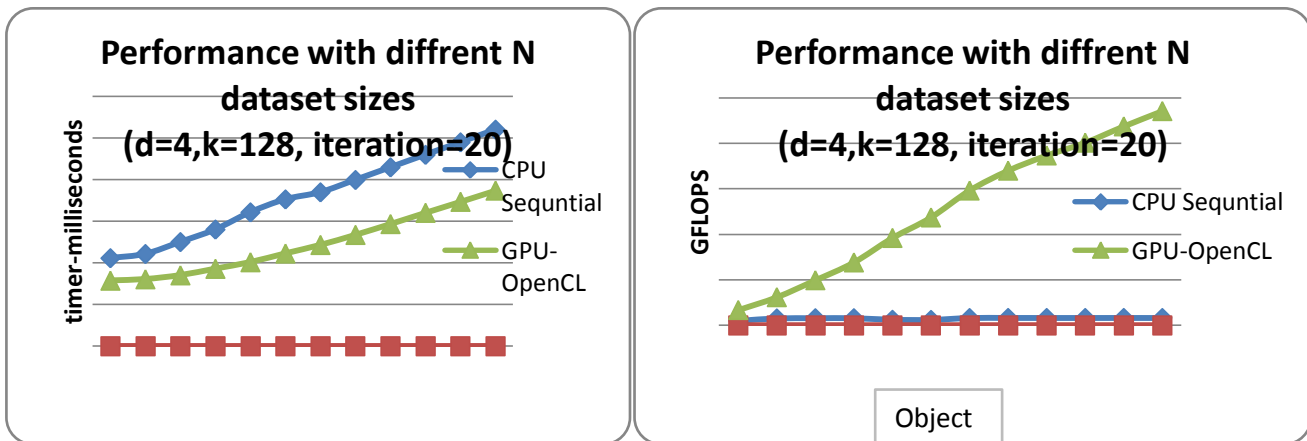 Performance with diffrent N
dataset sizes
(d=4,k=128, iteration=20)
timer-milliseconds
CPU
Sequntial
GPU-
OpenCL
Performance with diffrent N
dataset sizes
(d=4,k=128, iteration=20)
GFLOPS
CPU Sequntial
GPU-OpenCL
Object